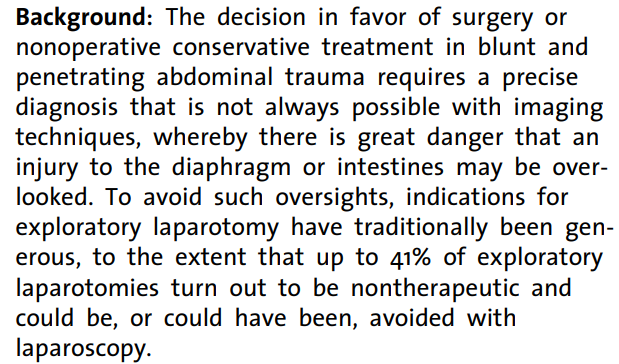 Background: The decision in favor of surgery or
nonoperative conservative treatment in blunt and
penetrating abdominal trauma requires a precise
diagnosis that is not always possible with imaging
techniques, whereby there is great danger that an
injury to the diaphragm or intestines may be over-
looked. To avoid such oversights, indications for
exploratory laparotomy have traditionally been gen-
erous, to the extent that up to 41% of exploratory
laparotomies turn out to be nontherapeutic and
could be, or could have been, avoided with
laparoscopy.